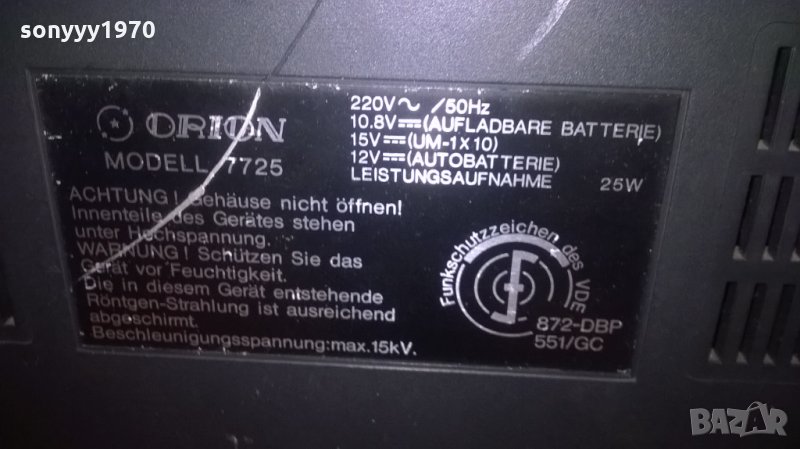 sonyyy1970
ORION
MODELL 7725
220V~ /50Hz
10.8V⎓(AUFLADBARE BATTERIE)
15V⎓(UM-1 X 10)
12V⎓(AUTOBATTERIE)
LEISTUNGSAUFNAHME 25W
ACHTUNG! Gehäuse nicht öffnen!
Innenteile des Gerätes stehen
unter Hochspannung.
WARNUNG! Schützen Sie das
Gerät vor Feuchtigkeit.
Die in diesem Gerät entstehende
Röntgen-Strahlung ist ausreichend
abgeschirmt.
Beschleunigungsspannung:max.15kV.
Funkschutzzeichen des VDE
872-DBP
551/GC
BAZAR